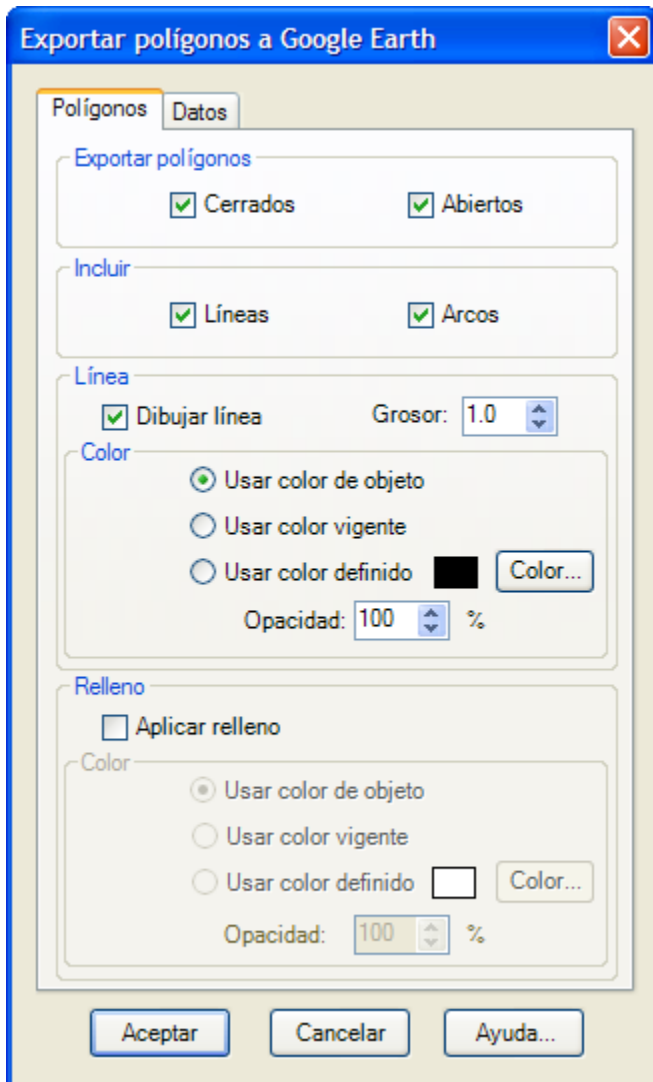 Exportar polígonos a Google Earth
Polígonos Datos
Exportar polígonos
Cerrados Abiertos
Incluir
Líneas Arcos
Línea
Dibujar línea Grosor: 1.0
Color
Usar color de objeto
Usar color vigente
Usar color definido Color...
Opacidad: 100 %
Relleno
Aplicar relleno
Color
Usar color de objeto
Usar color vigente
Usar color definido Color...
Opacidad: 100 %
Aceptar Cancelar Ayuda...